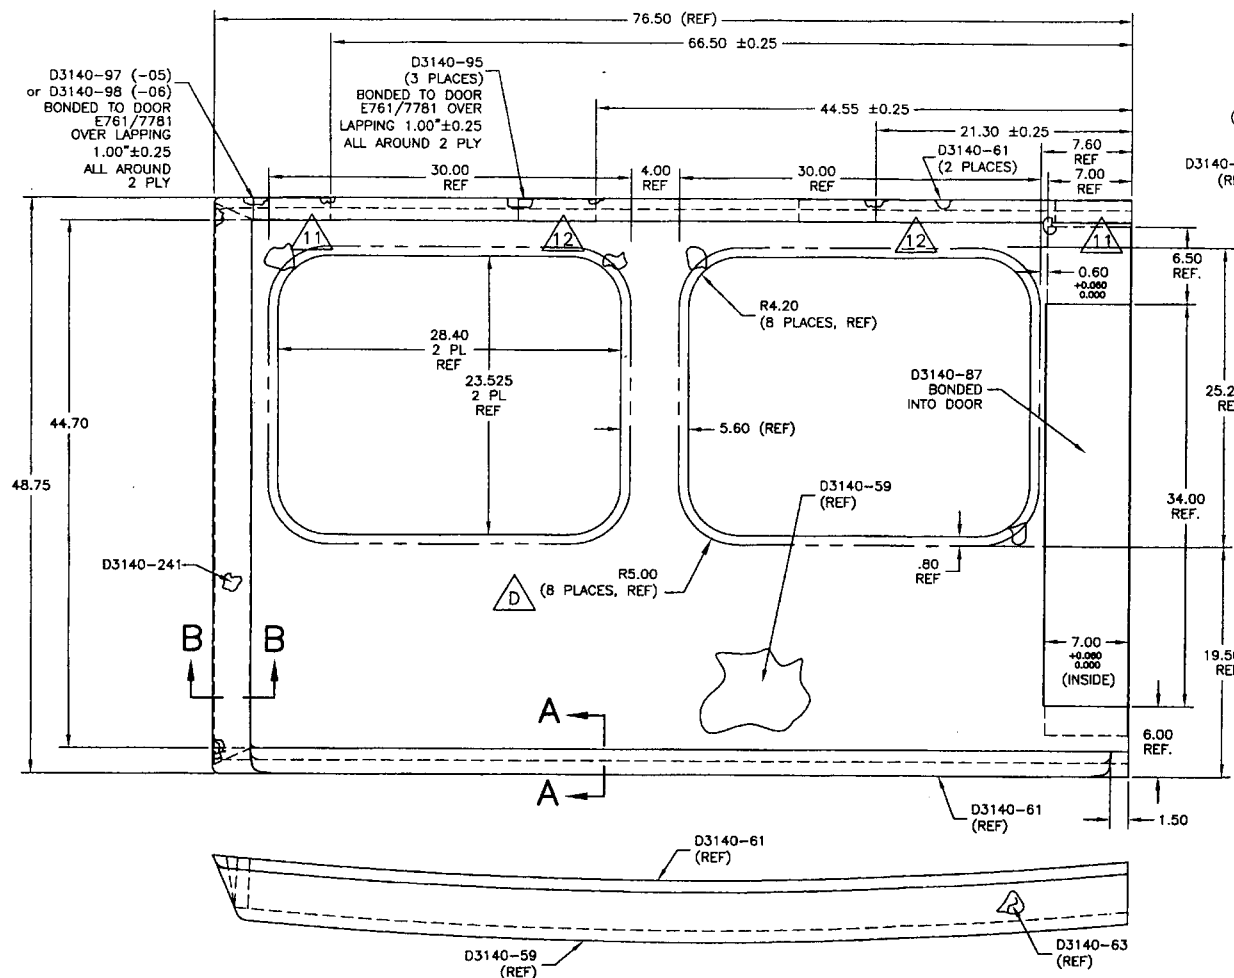 76.50 (REF)
66.50 ±0.25
D3140-97 (-05)
or D3140-98 (-06)
BONDED TO DOOR
E761/7781
OVER LAPPING
1.00"±0.25
ALL AROUND
2 PLY
D3140-95
(3 PLACES)
BONDED TO DOOR
E761/7781 OVER
LAPPING 1.00"±0.25
ALL AROUND 2 PLY
44.55 ±0.25
21.30 ±0.25
D3140-61
(2 PLACES)
7.60
REF
7.00
REF
30.00
REF
4.00
REF
30.00
REF
11
12
12
11
6.50
REF.
0.60
+0.060
0.000
R4.20
(8 PLACES, REF)
28.40
2 PL
REF
23.525
2 PL
REF
D3140-87
BONDED
INTO DOOR
44.70
48.75
5.60 (REF)
D3140-59
(REF)
34.00
REF.
D3140-241
R5.00
(8 PLACES, REF)
D
.80
REF
B
B
7.00
+0.060
0.000
(INSIDE)
A
A
6.00
REF.
D3140-61
(REF)
1.50
D3140-61
(REF)
D3140-59
(REF)
D3140-63
(REF)